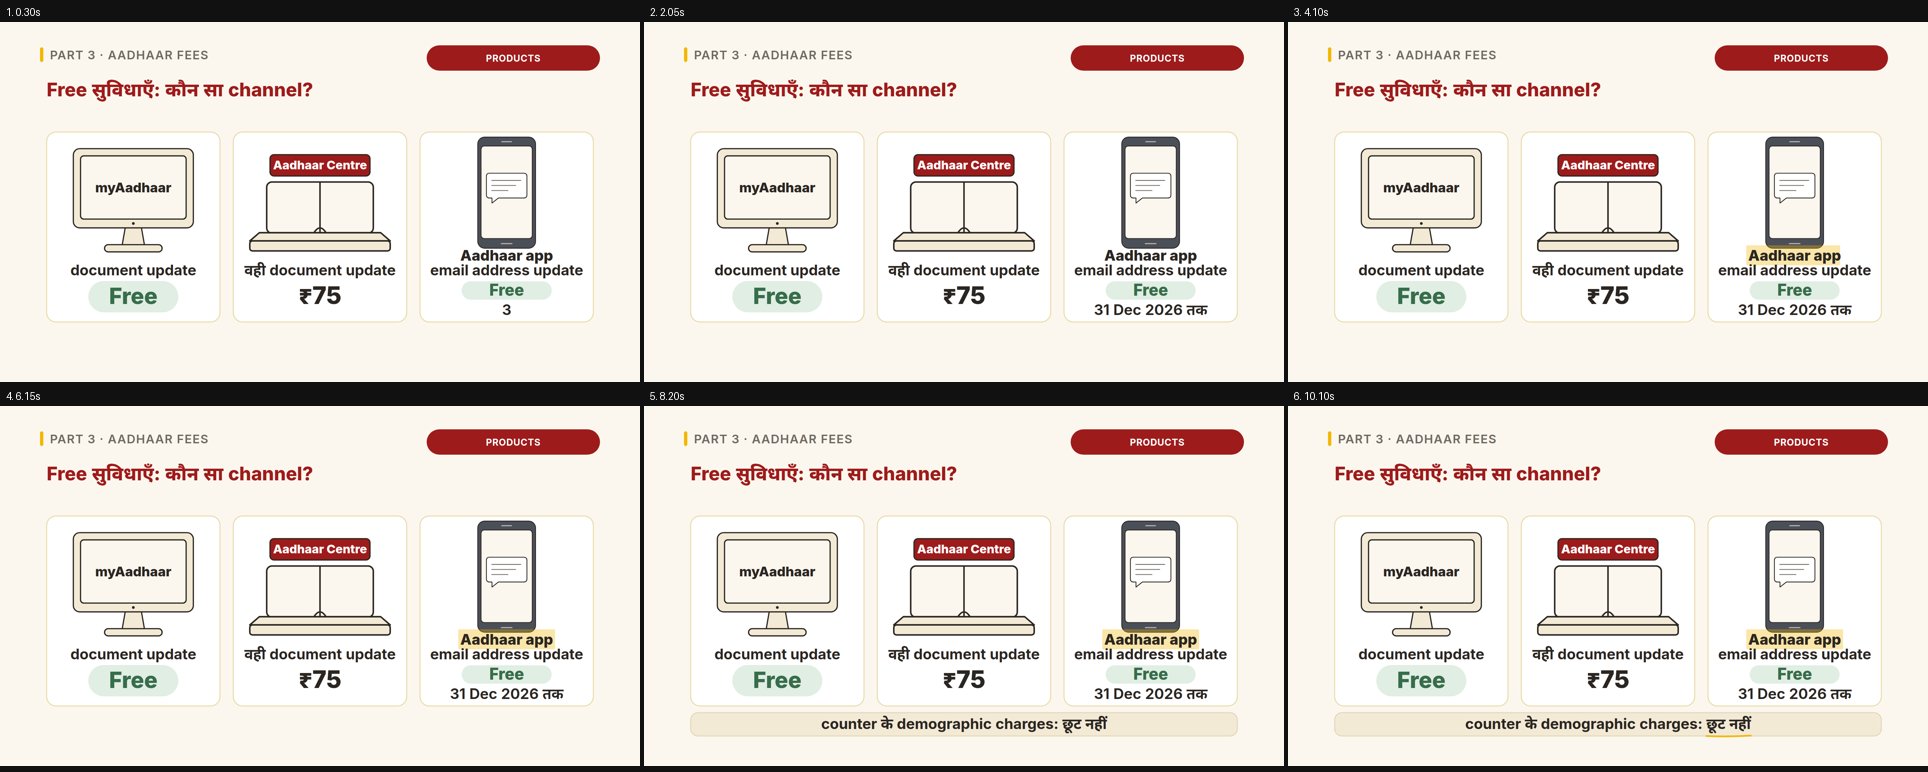 1. 0.30s
PART 3 · AADHAAR FEES
PRODUCTS
Free सुविधाएँ: कौन सा channel?
myAadhaar
document update
Free
Aadhaar Centre
वही document update
₹75
Aadhaar app
email address update
Free
3
2. 2.05s
PART 3 · AADHAAR FEES
PRODUCTS
Free सुविधाएँ: कौन सा channel?
myAadhaar
document update
Free
Aadhaar Centre
वही document update
₹75
Aadhaar app
email address update
Free
31 Dec 2026 तक
3. 4.10s
PART 3 · AADHAAR FEES
PRODUCTS
Free सुविधाएँ: कौन सा channel?
myAadhaar
document update
Free
Aadhaar Centre
वही document update
₹75
Aadhaar app
email address update
Free
31 Dec 2026 तक
4. 6.15s
PART 3 · AADHAAR FEES
PRODUCTS
Free सुविधाएँ: कौन सा channel?
myAadhaar
document update
Free
Aadhaar Centre
वही document update
₹75
Aadhaar app
email address update
Free
31 Dec 2026 तक
5. 8.20s
PART 3 · AADHAAR FEES
PRODUCTS
Free सुविधाएँ: कौन सा channel?
myAadhaar
document update
Free
Aadhaar Centre
वही document update
₹75
Aadhaar app
email address update
Free
31 Dec 2026 तक
counter के demographic charges: छूट नहीं
6. 10.10s
PART 3 · AADHAAR FEES
PRODUCTS
Free सुविधाएँ: कौन सा channel?
myAadhaar
document update
Free
Aadhaar Centre
वही document update
₹75
Aadhaar app
email address update
Free
31 Dec 2026 तक
counter के demographic charges: छूट नहीं